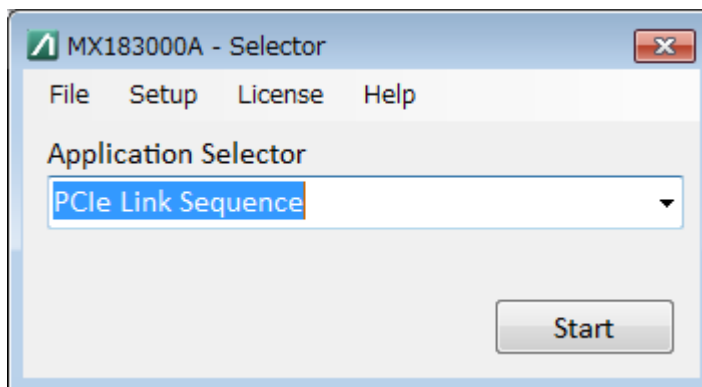 MX183000A - Selector
File Setup License Help
Application Selector
PCIe Link Sequence
Start